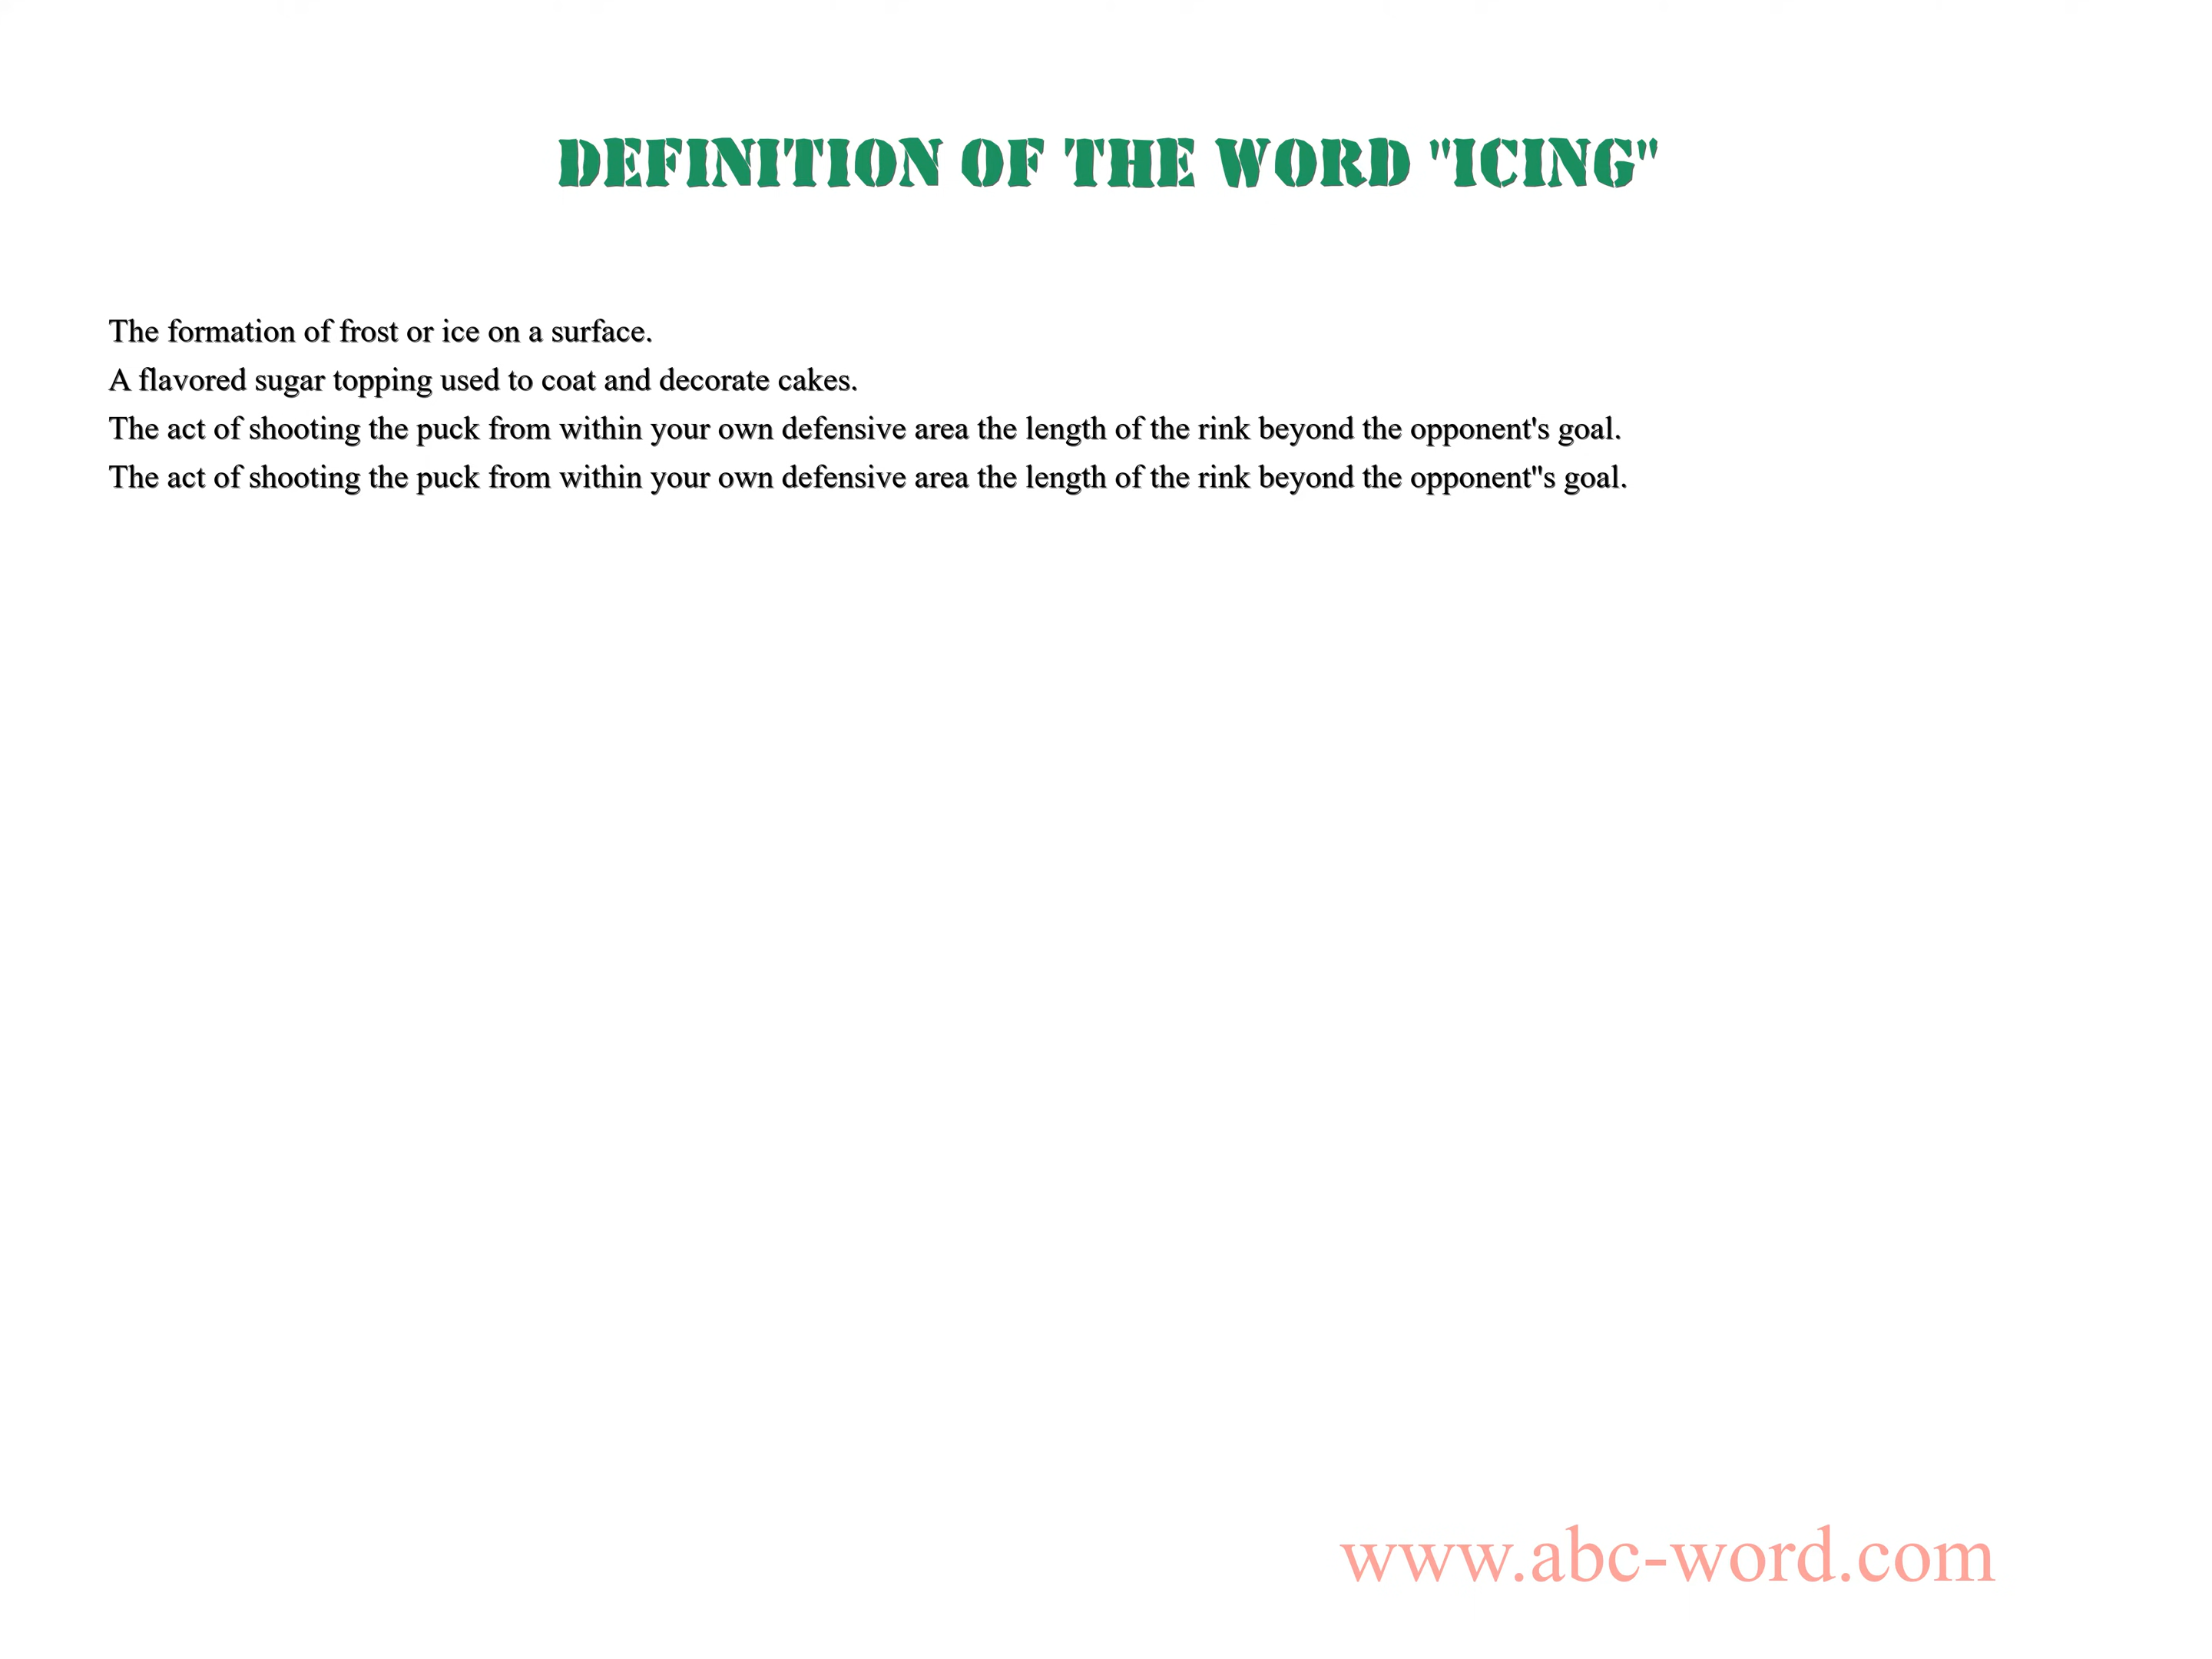 DEFINITION OF THE WORD "ICING"
The formation of frost or ice on a surface.
A flavored sugar topping used to coat and decorate cakes.
The act of shooting the puck from within your own defensive area the length of the rink beyond the opponent's goal.
The act of shooting the puck from within your own defensive area the length of the rink beyond the opponent"s goal.
www.abc-word.com